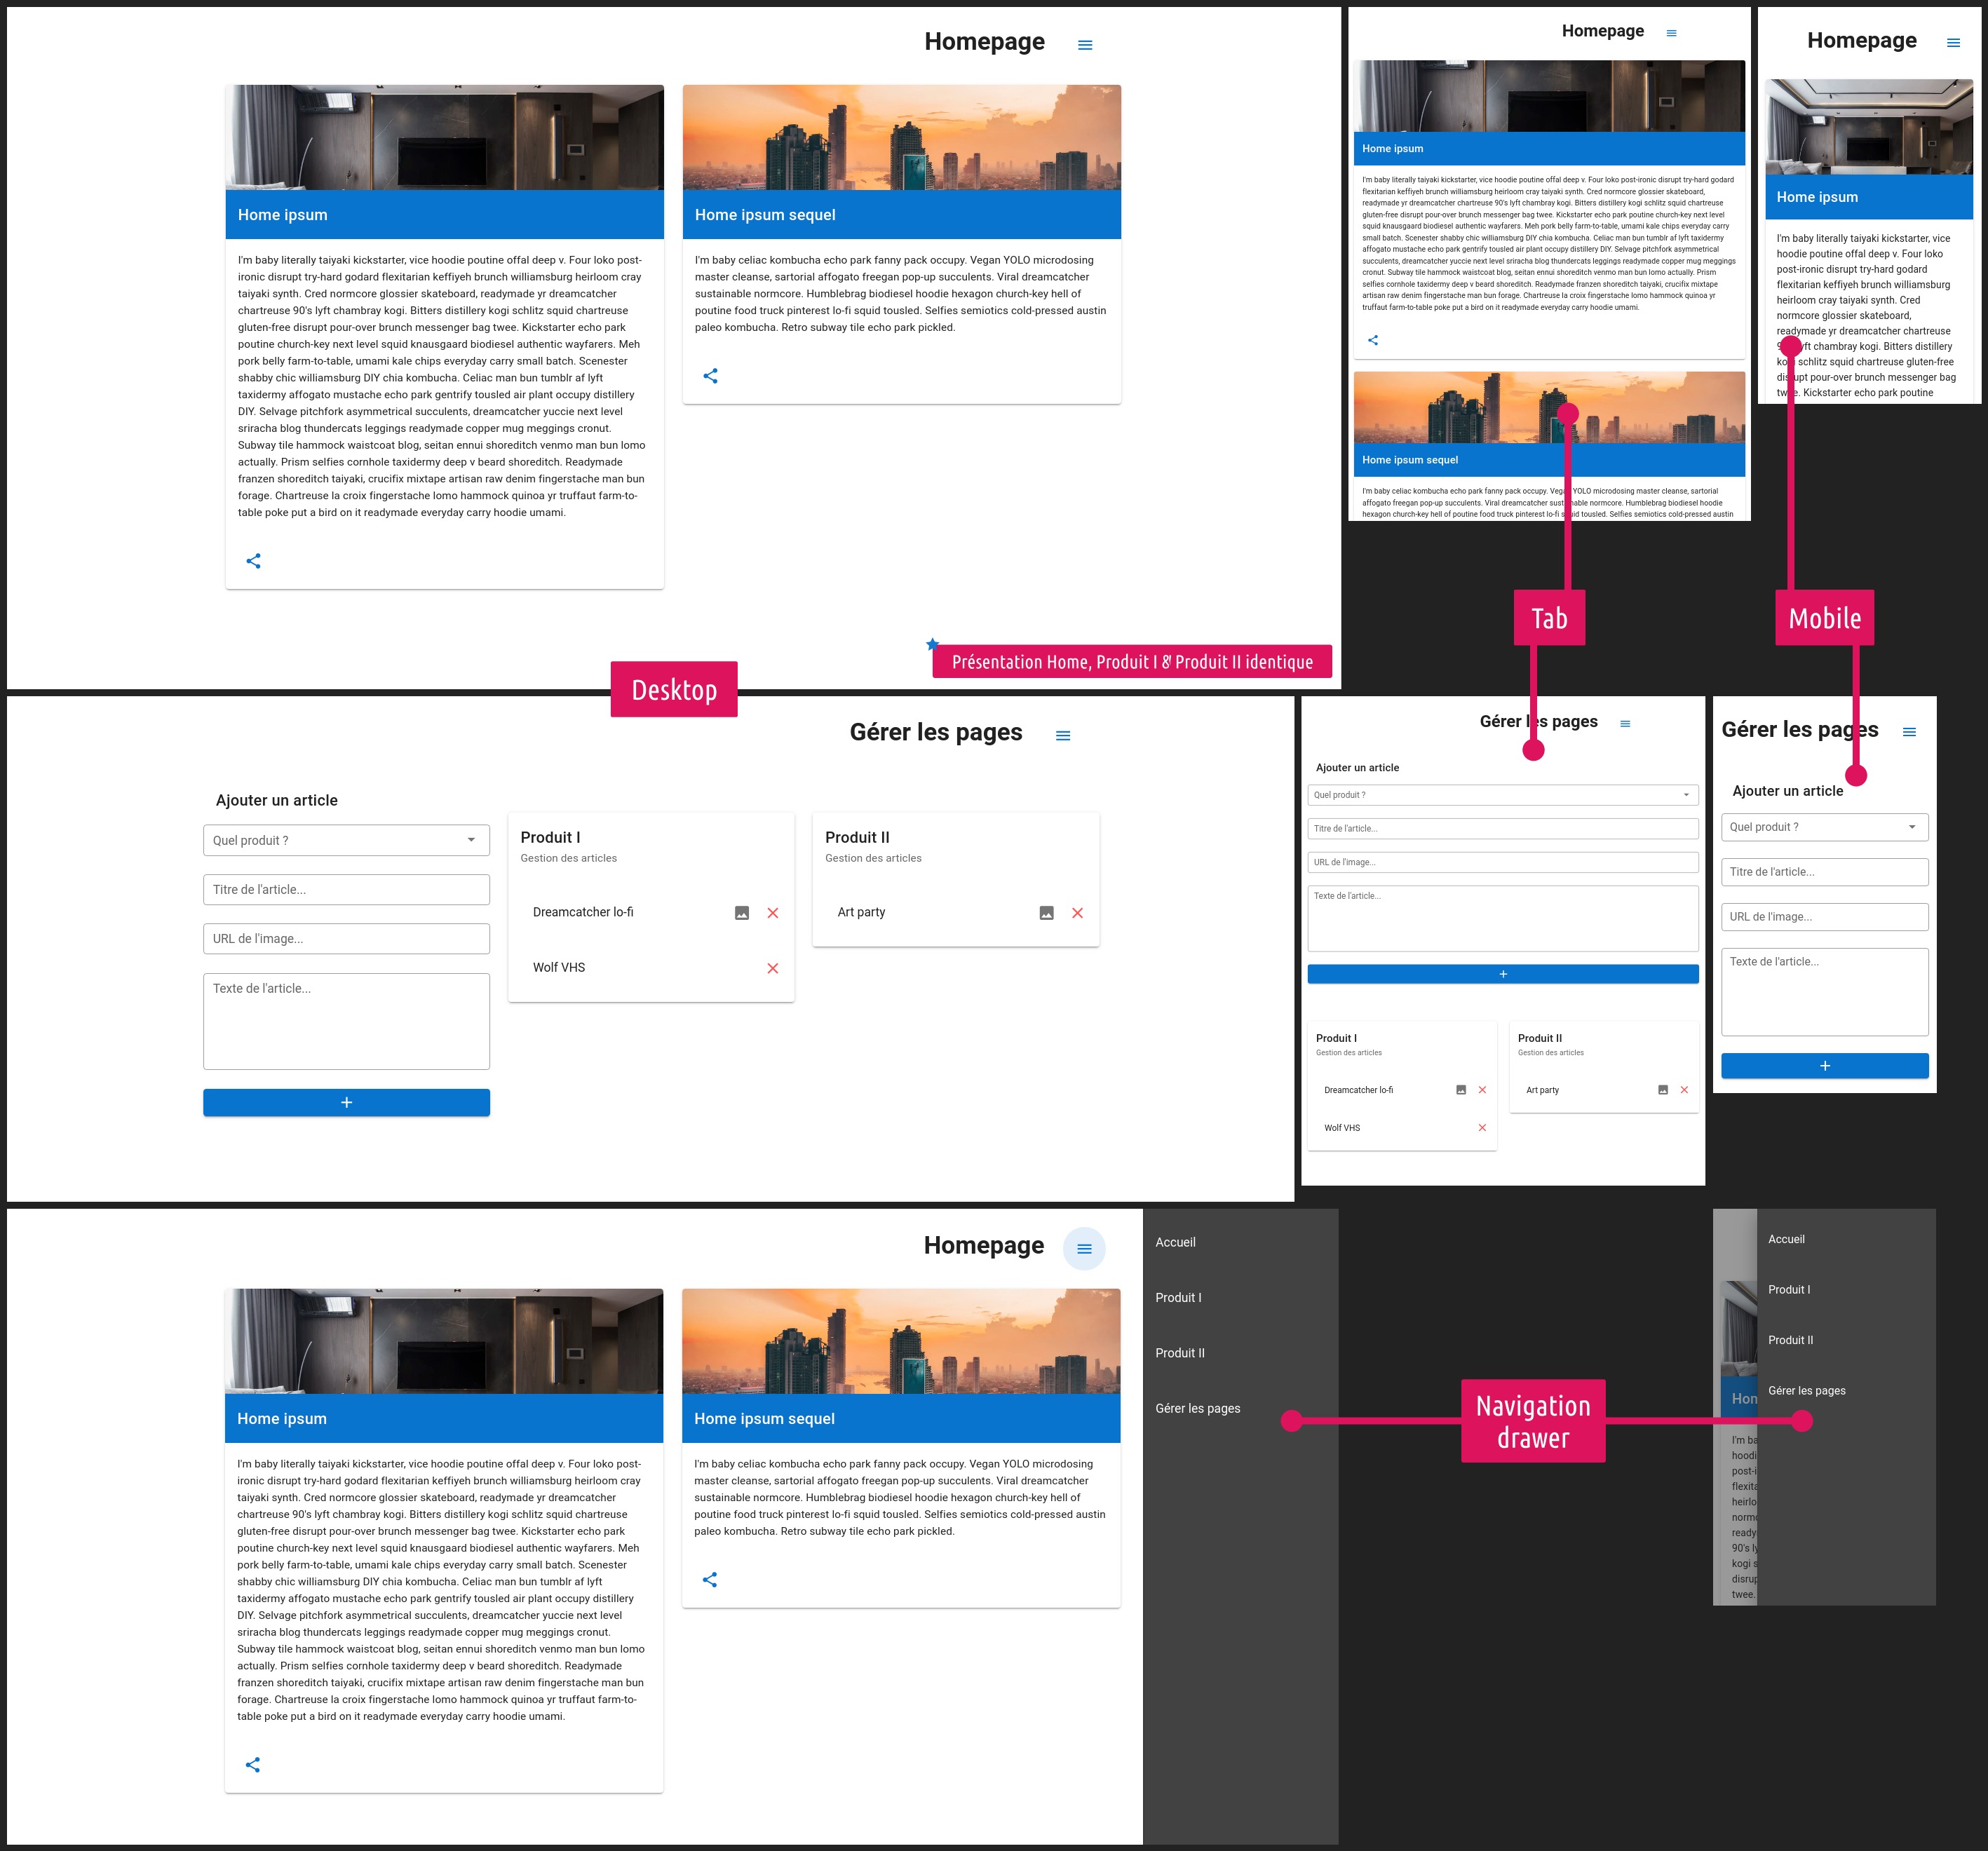 Homepage
Home ipsum
I'm baby literally taiyaki kickstarter, vice hoodie poutine offal deep v. Four loko post-
ironic disrupt try-hard godard flexitarian keffiyeh brunch williamsburg heirloom cray
taiyaki synth. Cred normcore glossier skateboard, readymade yr dreamcatcher
chartreuse 90's lyft chambray kogi. Bitters distillery kogi schlitz squid chartreuse
gluten-free disrupt pour-over brunch messenger bag twee. Kickstarter echo park
poutine church-key next level squid knausgaard biodiesel authentic wayfarers. Meh
pork belly farm-to-table, umami kale chips everyday carry small batch. Scenester
shabby chic williamsburg DIY chia kombucha. Celiac man bun tumblr af lyft
taxidermy affogato mustache echo park gentrify tousled air plant occupy distillery
DIY. Selvage pitchfork asymmetrical succulents, dreamcatcher yuccie next level
sriracha blog thundercats leggings readymade copper mug meggings cronut.
Subway tile hammock waistcoat blog, seitan ennui shoreditch venmo man bun lomo
actually. Prism selfies cornhole taxidermy deep v beard shoreditch. Readymade
franzen shoreditch taiyaki, crucifix mixtape artisan raw denim fingerstache man bun
forage. Chartreuse la croix fingerstache lomo hammock quinoa yr truffaut farm-to-
table poke put a bird on it readymade everyday carry hoodie umami.
Home ipsum sequel
I'm baby celiac kombucha echo park fanny pack occupy. Vegan YOLO microdosing
master cleanse, sartorial affogato freegan pop-up succulents. Viral dreamcatcher
sustainable normcore. Humblebrag biodiesel hoodie hexagon church-key hell of
poutine food truck pinterest lo-fi squid tousled. Selfies semiotics cold-pressed austin
paleo kombucha. Retro subway tile echo park pickled.
Présentation Home, Produit I & Produit II identique
Desktop
Homepage
Home ipsum
I'm baby literally taiyaki kickstarter, vice hoodie poutine offal deep v. Four loko post-ironic disrupt try-hard godard
flexitarian keffiyeh brunch williamsburg heirloom cray taiyaki synth. Cred normcore glossier skateboard,
readymade yr dreamcatcher chartreuse 90's lyft chambray kogi. Bitters distillery kogi schlitz squid chartreuse
gluten-free disrupt pour-over brunch messenger bag twee. Kickstarter echo park poutine church-key next level
squid knausgaard biodiesel authentic wayfarers. Meh pork belly farm-to-table, umami kale chips everyday carry
small batch. Scenester shabby chic williamsburg DIY chia kombucha. Celiac man bun tumblr af lyft taxidermy
affogato mustache echo park gentrify tousled air plant occupy distillery DIY. Selvage pitchfork asymmetrical
succulents, dreamcatcher yuccie next level sriracha blog thundercats leggings readymade copper mug meggings
cronut. Subway tile hammock waistcoat blog, seitan ennui shoreditch venmo man bun lomo actually. Prism
selfies cornhole taxidermy deep v beard shoreditch. Readymade franzen shoreditch taiyaki, crucifix mixtape
artisan raw denim fingerstache man bun forage. Chartreuse la croix fingerstache lomo hammock quinoa yr
truffaut farm-to-table poke put a bird on it readymade everyday carry hoodie umami.
Home ipsum sequel
I'm baby celiac kombucha echo park fanny pack occupy. Vegan YOLO microdosing master cleanse, sartorial
affogato freegan pop-up succulents. Viral dreamcatcher normcore. Humblebrag biodiesel hoodie
hexagon church-key hell of poutine food truck pinterest lo-fi tousled. Selfies semiotics cold-pressed austin
Tab
Homepage
Home ipsum
I'm baby literally taiyaki kickstarter, vice
hoodie poutine offal deep v. Four loko
post-ironic disrupt try-hard godard
flexitarian keffiyeh brunch williamsburg
heirloom cray taiyaki synth. Cred
normcore glossier skateboard,
readymade yr dreamcatcher chartreuse
lyft chambray kogi. Bitters distillery
schlitz squid chartreuse gluten-free
pour-over brunch messenger bag
Kickstarter echo park poutine
Mobile
Gérer les pages
Ajouter un article
Quel produit ?
Titre de l'article...
URL de l'image...
Texte de l'article...
+
Produit I
Gestion des articles
Dreamcatcher lo-fi
Wolf VHS
Produit II
Gestion des articles
Art party
Gérer les pages
Ajouter un article
Quel produit ?
Titre de l'article...
URL de l'image...
Texte de l'article...
+
Produit I
Gestion des articles
Dreamcatcher lo-fi
Wolf VHS
Produit II
Gestion des articles
Art party
Gérer les pages
Ajouter un article
Quel produit ?
Titre de l'article...
URL de l'image...
Texte de l'article...
+
Homepage
Home ipsum
I'm baby literally taiyaki kickstarter, vice hoodie poutine offal deep v. Four loko post-
ironic disrupt try-hard godard flexitarian keffiyeh brunch williamsburg heirloom cray
taiyaki synth. Cred normcore glossier skateboard, readymade yr dreamcatcher
chartreuse 90's lyft chambray kogi. Bitters distillery kogi schlitz squid chartreuse
gluten-free disrupt pour-over brunch messenger bag twee. Kickstarter echo park
poutine church-key next level squid knausgaard biodiesel authentic wayfarers. Meh
pork belly farm-to-table, umami kale chips everyday carry small batch. Scenester
shabby chic williamsburg DIY chia kombucha. Celiac man bun tumblr af lyft
taxidermy affogato mustache echo park gentrify tousled air plant occupy distillery
DIY. Selvage pitchfork asymmetrical succulents, dreamcatcher yuccie next level
sriracha blog thundercats leggings readymade copper mug meggings cronut.
Subway tile hammock waistcoat blog, seitan ennui shoreditch venmo man bun lomo
actually. Prism selfies cornhole taxidermy deep v beard shoreditch. Readymade
franzen shoreditch taiyaki, crucifix mixtape artisan raw denim fingerstache man bun
forage. Chartreuse la croix fingerstache lomo hammock quinoa yr truffaut farm-to-
table poke put a bird on it readymade everyday carry hoodie umami.
Home ipsum sequel
I'm baby celiac kombucha echo park fanny pack occupy. Vegan YOLO microdosing
master cleanse, sartorial affogato freegan pop-up succulents. Viral dreamcatcher
sustainable normcore. Humblebrag biodiesel hoodie hexagon church-key hell of
poutine food truck pinterest lo-fi squid tousled. Selfies semiotics cold-pressed austin
paleo kombucha. Retro subway tile echo park pickled.
Accueil
Produit I
Produit II
Gérer les pages
Navigation
drawer
Hon
I'm ba
hoodi
post-i
flexita
heirlo
normc
ready
90's ly
kogi s
disrup
twee.
Accueil
Produit I
Produit II
Gérer les pages